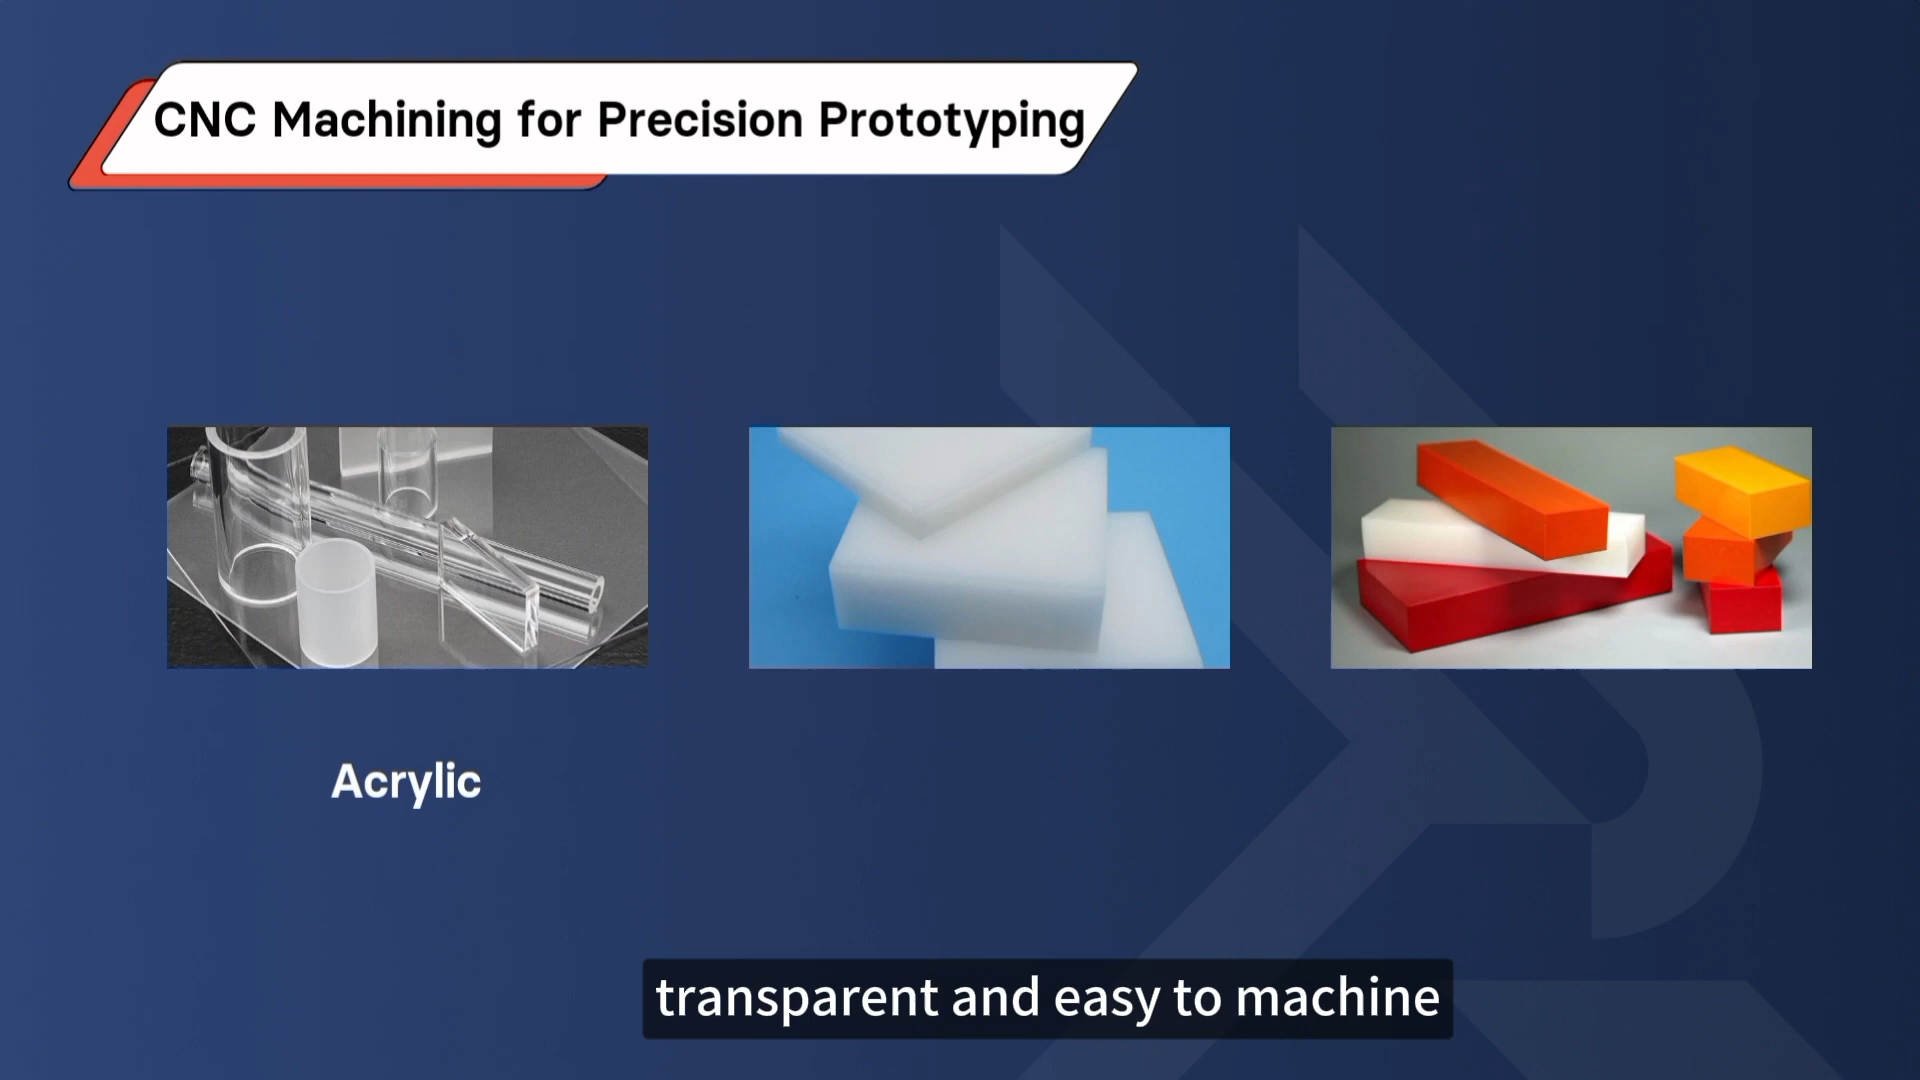 CNC Machining for Precision Prototyping
Acrylic
transparent and easy to machine